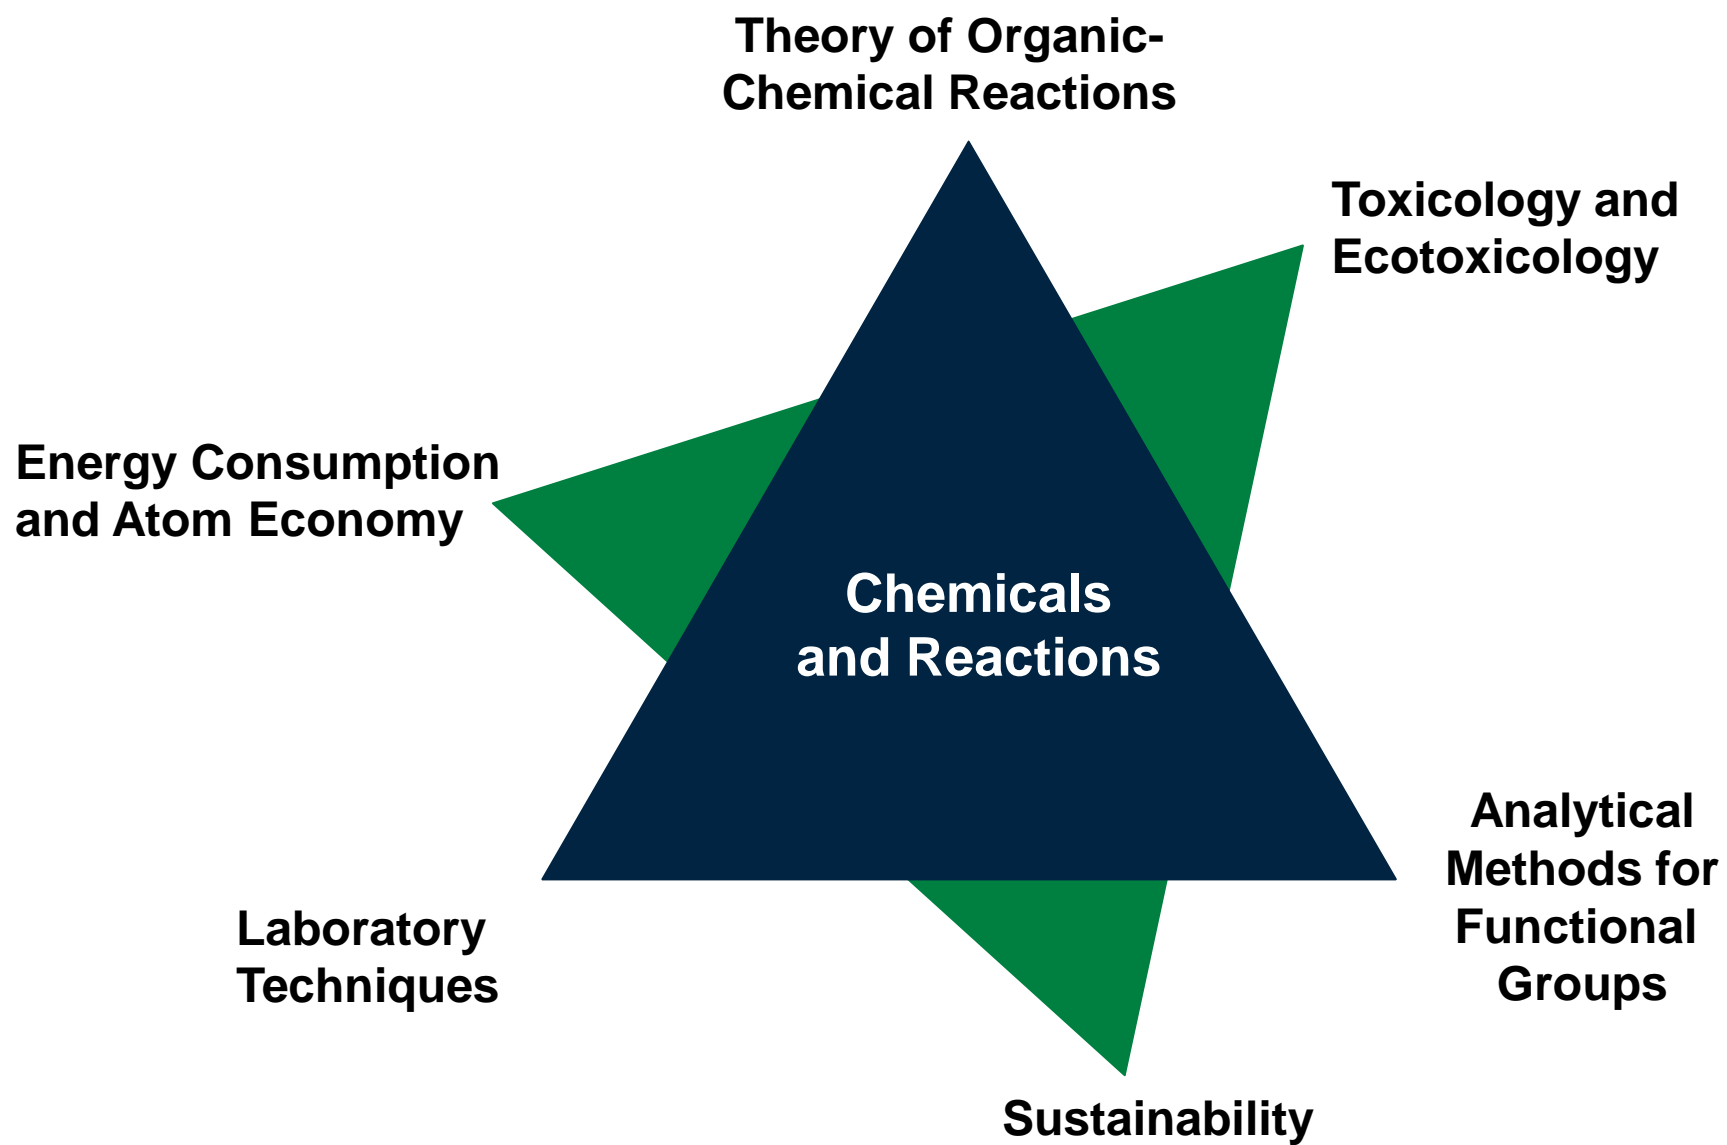 Theory of Organic-
Chemical Reactions
Toxicology and
Ecotoxicology
Energy Consumption
and Atom Economy
Chemicals
and Reactions
Analytical
Methods for
Functional
Groups
Laboratory
Techniques
Sustainability